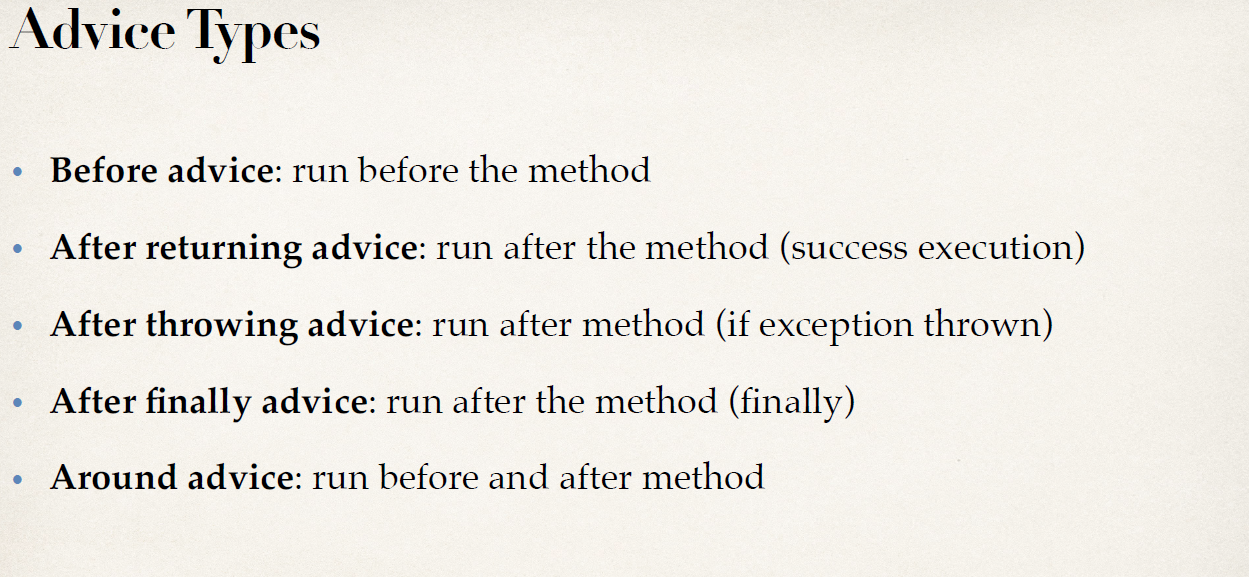 Advice Types
• Before advice: run before the method
• After returning advice: run after the method (success execution)
• After throwing advice: run after method (if exception thrown)
• After finally advice: run after the method (finally)
• Around advice: run before and after method